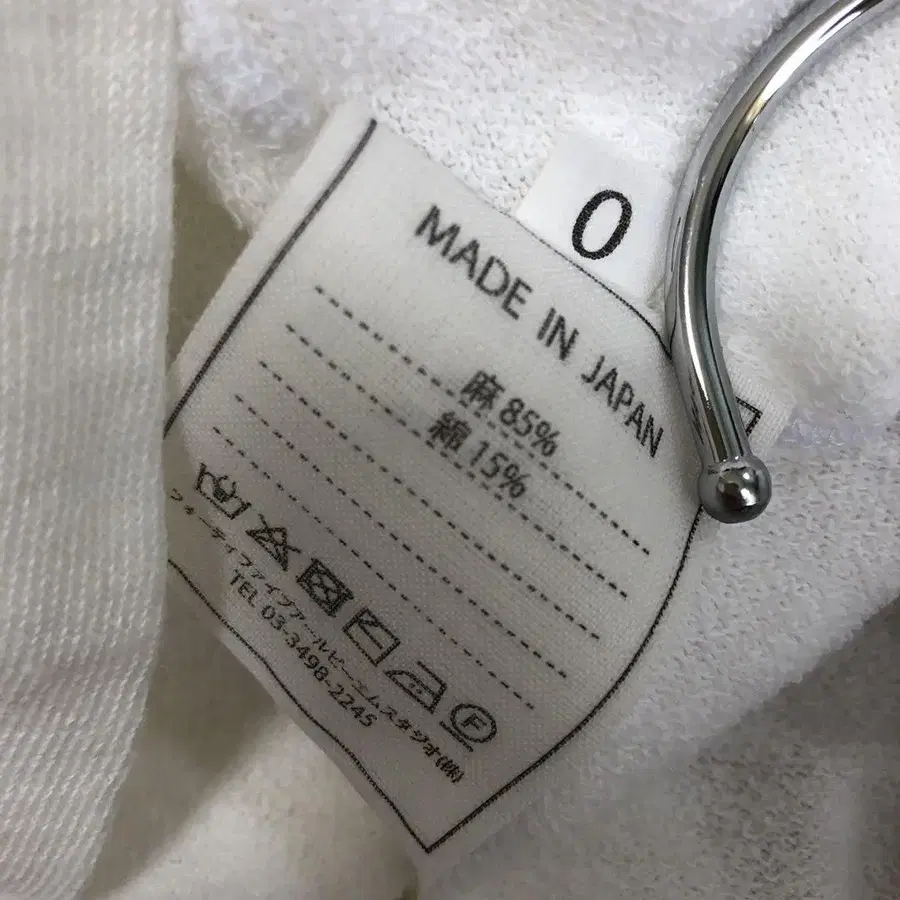 0
MADE IN JAPAN
麻 85%
綿 15%
F
フォーティファイブアールピーエムスタジオ(株)
TEL 03-3498-2245